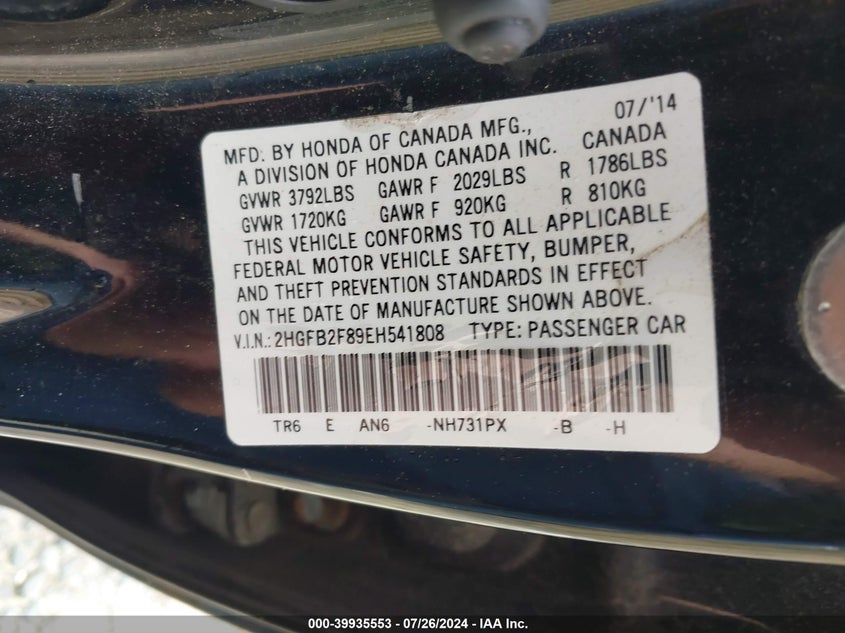 07/'14
MFD. BY HONDA OF CANADA MFG.,
A DIVISION OF HONDA CANADA INC. CANADA
GVWR 3792LBS GAWR F 2029LBS R 1786LBS
GVWR 1720KG GAWR F 920KG R 810KG
THIS VEHICLE CONFORMS TO ALL APPLICABLE
FEDERAL MOTOR VEHICLE SAFETY, BUMPER,
AND THEFT PREVENTION STANDARDS IN EFFECT
ON THE DATE OF MANUFACTURE SHOWN ABOVE.
V.I.N.: 2HGFB2F89EH541808 TYPE: PASSENGER CAR
TR6 E AN6 -NH731PX -B -H
000-39935553 - 07/26/2024 - IAA Inc.